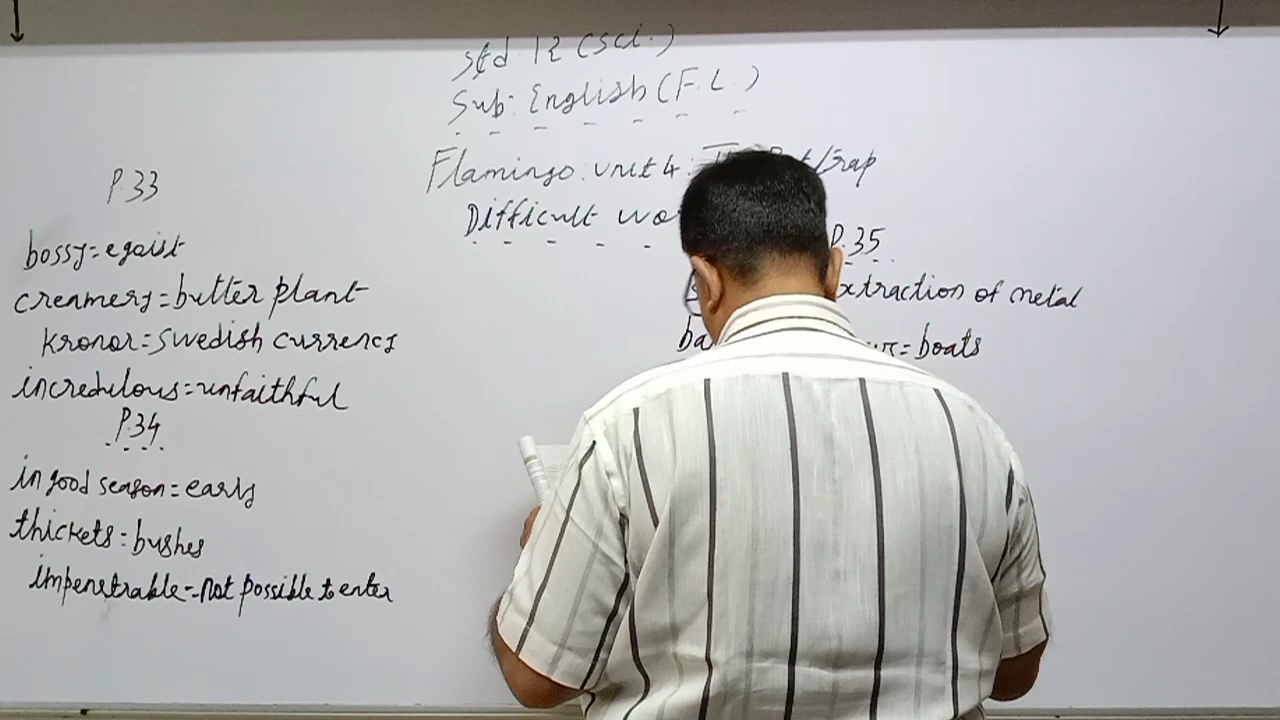 Std. 12 (Sci.)
Sub: English (F.L.)
Flamingo: Unit 4:
Difficult
P.33
bossy=egoist
creamery=butter plant
kronor=Swedish currency
incredulous=unfaithful
P.34
in good season=early
thickets=bushes
impenetrable=not possible to enter
P.35
xtraction of metal
=boats